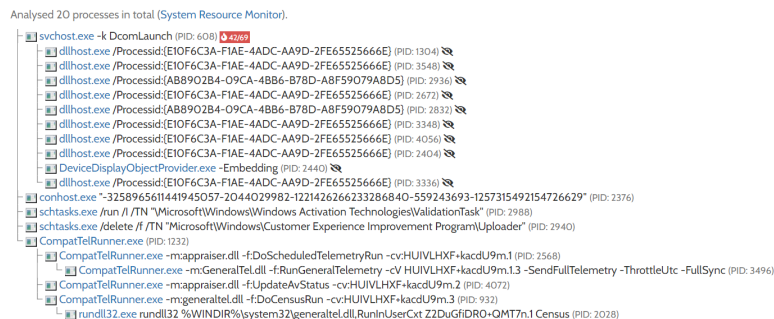 Analysed 20 processes in total (System Resource Monitor).
svchost.exe -k DcomLaunch (PID: 608) 42/69
dllhost.exe /Processid:{E10F6C3A-F1AE-4ADC-AA9D-2FE65525666E} (PID: 1304)
dllhost.exe /Processid:{E10F6C3A-F1AE-4ADC-AA9D-2FE65525666E} (PID: 3548)
dllhost.exe /Processid:{AB8902B4-09CA-4BB6-B78D-A8F59079A8D5} (PID: 2936)
dllhost.exe /Processid:{E10F6C3A-F1AE-4ADC-AA9D-2FE65525666E} (PID: 2672)
dllhost.exe /Processid:{AB8902B4-09CA-4BB6-B78D-A8F59079A8D5} (PID: 2832)
dllhost.exe /Processid:{E10F6C3A-F1AE-4ADC-AA9D-2FE65525666E} (PID: 3348)
dllhost.exe /Processid:{E10F6C3A-F1AE-4ADC-AA9D-2FE65525666E} (PID: 4056)
dllhost.exe /Processid:{E10F6C3A-F1AE-4ADC-AA9D-2FE65525666E} (PID: 2404)
DeviceDisplayObjectProvider.exe -Embedding (PID: 2440)
dllhost.exe /Processid:{E10F6C3A-F1AE-4ADC-AA9D-2FE65525666E} (PID: 3336)
conhost.exe "-3258965611441945057-2044029982-1221426266233286840-559243693-1257315492154726629" (PID: 2376)
schtasks.exe /run /I /TN "\Microsoft\Windows\Windows Activation Technologies\ValidationTask" (PID: 2988)
schtasks.exe /delete /f /TN "Microsoft\Windows\Customer Experience Improvement Program\Uploader" (PID: 2940)
CompatTelRunner.exe (PID: 1232)
CompatTelRunner.exe -m:appraiser.dll -f:DoScheduledTelemetryRun -cv:HUIVLHXF+kacdU9m.1 (PID: 2568)
CompatTelRunner.exe -m:GeneralTel.dll -f:RunGeneralTelemetry -cV HUIVLHXF+kacdU9m.1.3 -SendFullTelemetry -ThrottleUtc -FullSync (PID: 3496)
CompatTelRunner.exe -m:appraiser.dll -f:UpdateAvStatus -cv:HUIVLHXF+kacdU9m.2 (PID: 4072)
CompatTelRunner.exe -m:generaltel.dll -f:DoCensusRun -cv:HUIVLHXF+kacdU9m.3 (PID: 932)
rundll32.exe rundll32 %WINDIR%\system32\generaltel.dll,RunInUserCxt Z2DuGfiDR0+QMT7n.1 Census (PID: 2028)